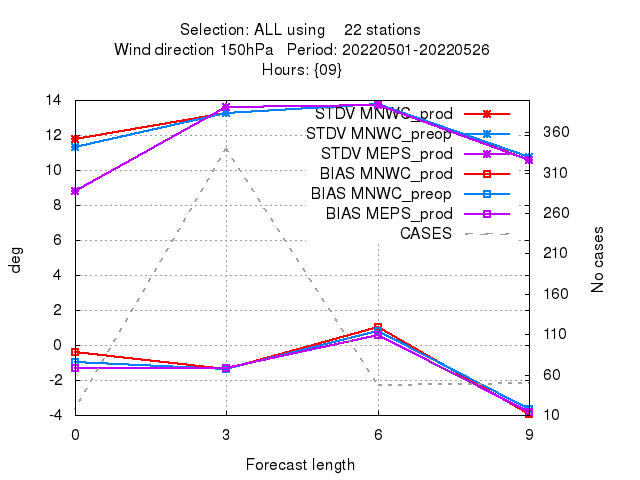 Selection: ALL using 22 stations
Wind direction 150hPa Period: 20220501-20220526
Hours: {09}
14
12
10
8
6
4
2
0
-2
-4
deg
STDV MNWC_prod
STDV MNWC_preop
STDV MEPS_prod
BIAS MNWC_prod
BIAS MNWC_preop
BIAS MEPS_prod
CASES
360
310
260
210
160
110
60
10
No cases
0 3 6 9
Forecast length